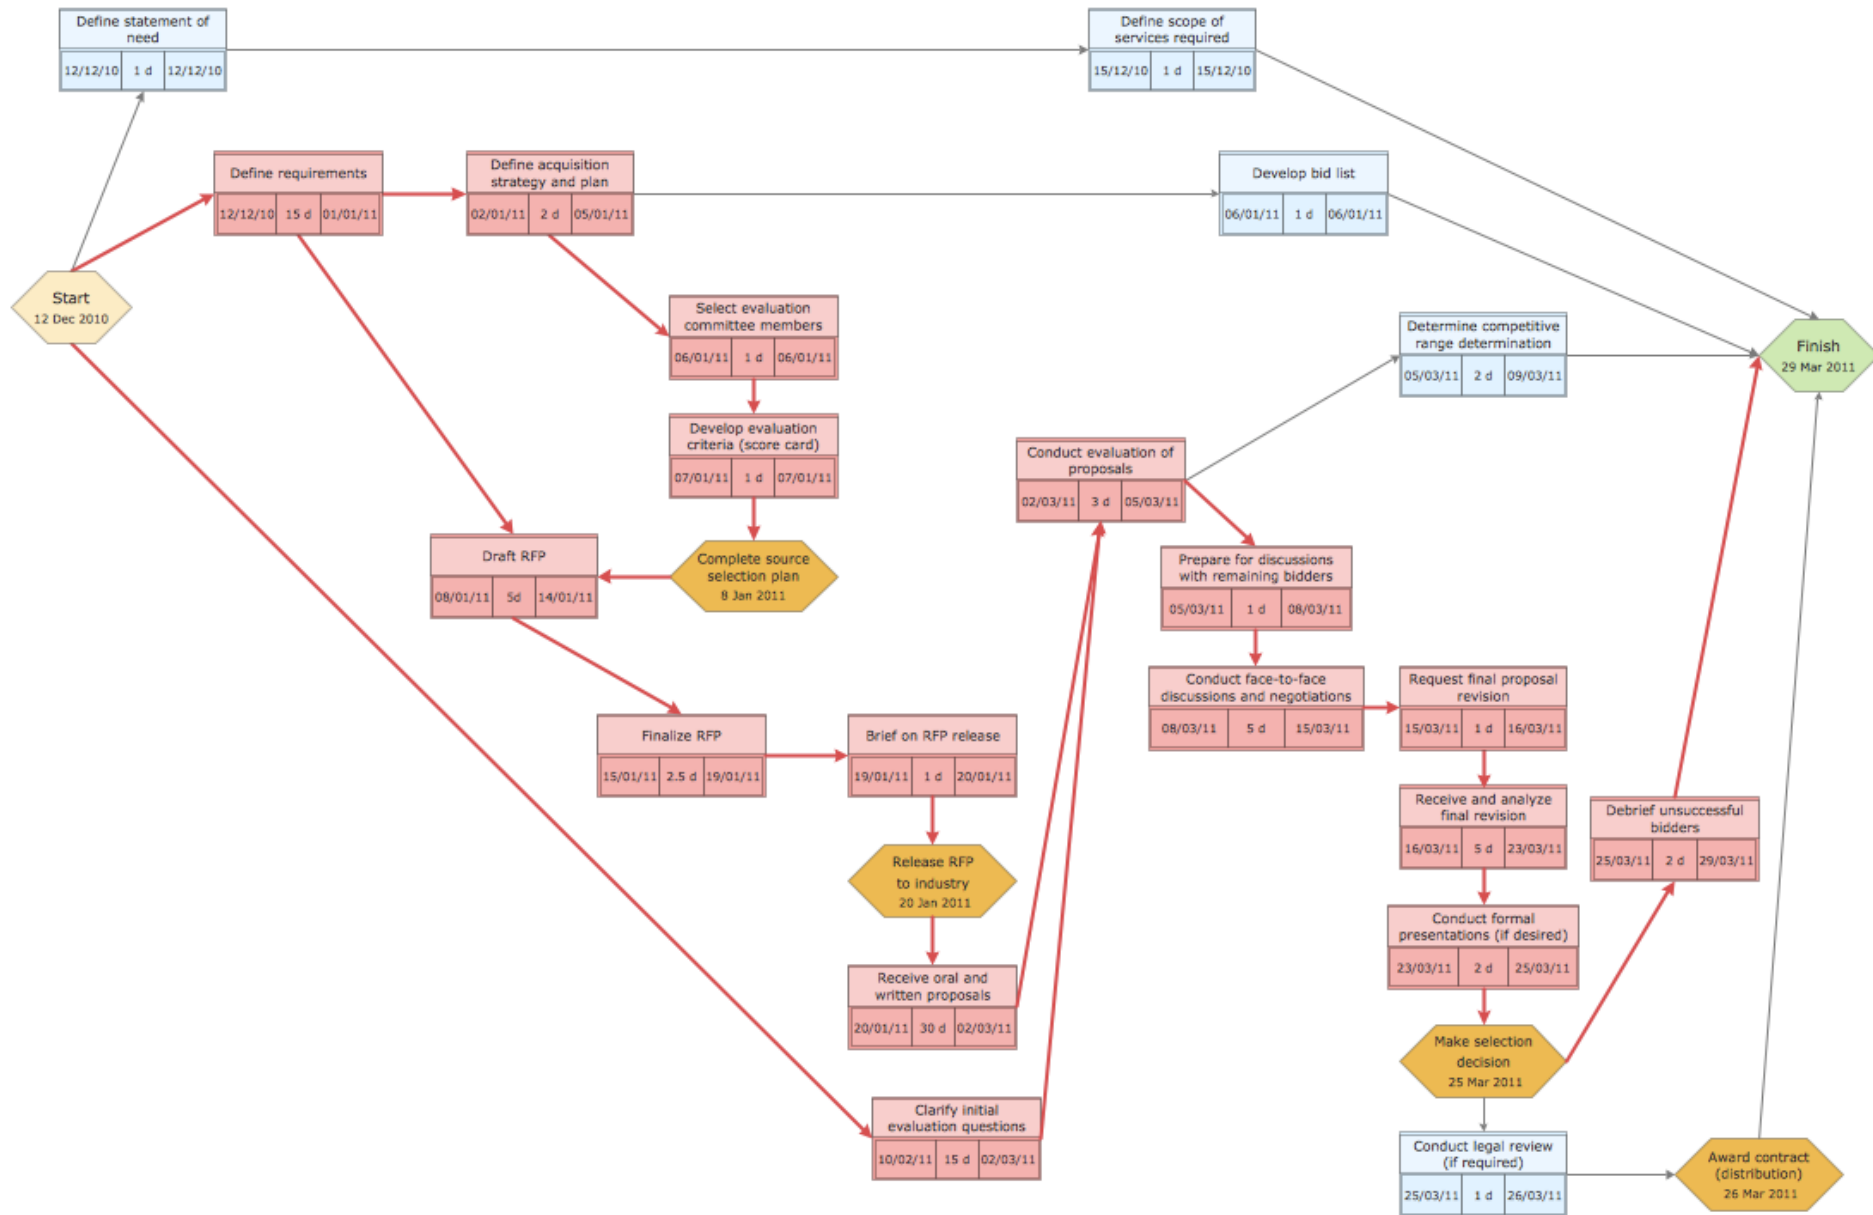 Define statement of
need
12/12/10 1 d 12/12/10
Define scope of
services required
15/12/10 1 d 15/12/10
Define requirements
12/12/10 15 d 01/01/11
Define acquisition
strategy and plan
02/01/11 2 d 05/01/11
Develop bid list
06/01/11 1 d 06/01/11
Start
12 Dec 2010
Select evaluation
committee members
06/01/11 1 d 06/01/11
Determine competitive
range determination
05/03/11 2 d 09/03/11
Finish
29 Mar 2011
Develop evaluation
criteria (score card)
07/01/11 1 d 07/01/11
Conduct evaluation of
proposals
02/03/11 3 d 05/03/11
Draft RFP
08/01/11 5d 14/01/11
Complete source
selection plan
8 Jan 2011
Prepare for discussions
with remaining bidders
05/03/11 1 d 08/03/11
Conduct face-to-face
discussions and negotiations
08/03/11 5 d 15/03/11
Request final proposal
revision
15/03/11 1 d 16/03/11
Finalize RFP
15/01/11 2.5 d 19/01/11
Brief on RFP release
19/01/11 1 d 20/01/11
Receive and analyze
final revision
16/03/11 5 d 23/03/11
Debrief unsuccessful
bidders
25/03/11 2 d 29/03/11
Release RFP
to industry
20 Jan 2011
Conduct formal
presentations (if desired)
23/03/11 2 d 25/03/11
Receive oral and
written proposals
20/01/11 30 d 02/03/11
Make selection
decision
25 Mar 2011
Clarify initial
evaluation questions
10/02/11 15 d 02/03/11
Conduct legal review
(if required)
25/03/11 1 d 26/03/11
Award contract
(distribution)
26 Mar 2011